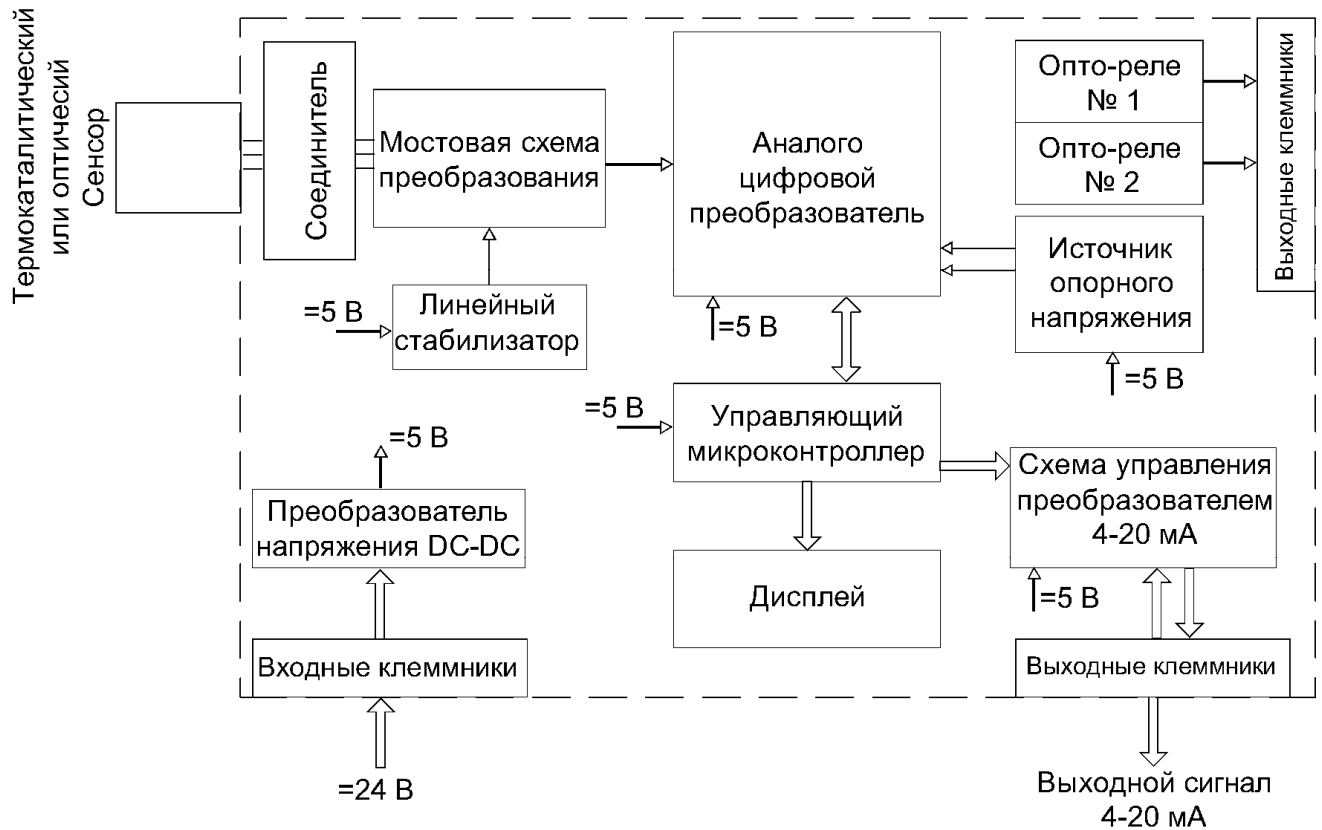 Термокаталитический
или оптичесий
Сенсор
Соединитель
Мостовая схема
преобразования
Аналого
цифровой
преобразователь
Опто-реле
№ 1
Опто-реле
№ 2
Выходные клеммники
Источник
опорного
напряжения
=5 В
Линейный
стабилизатор
=5 В
=5 В
=5 В
Управляющий
микроконтроллер
=5 В
Преобразователь
напряжения DC-DC
Схема управления
преобразователем
4-20 мА
=5 В
Дисплей
Входные клеммники
Выходные клеммники
=24 В
Выходной сигнал
4-20 мА